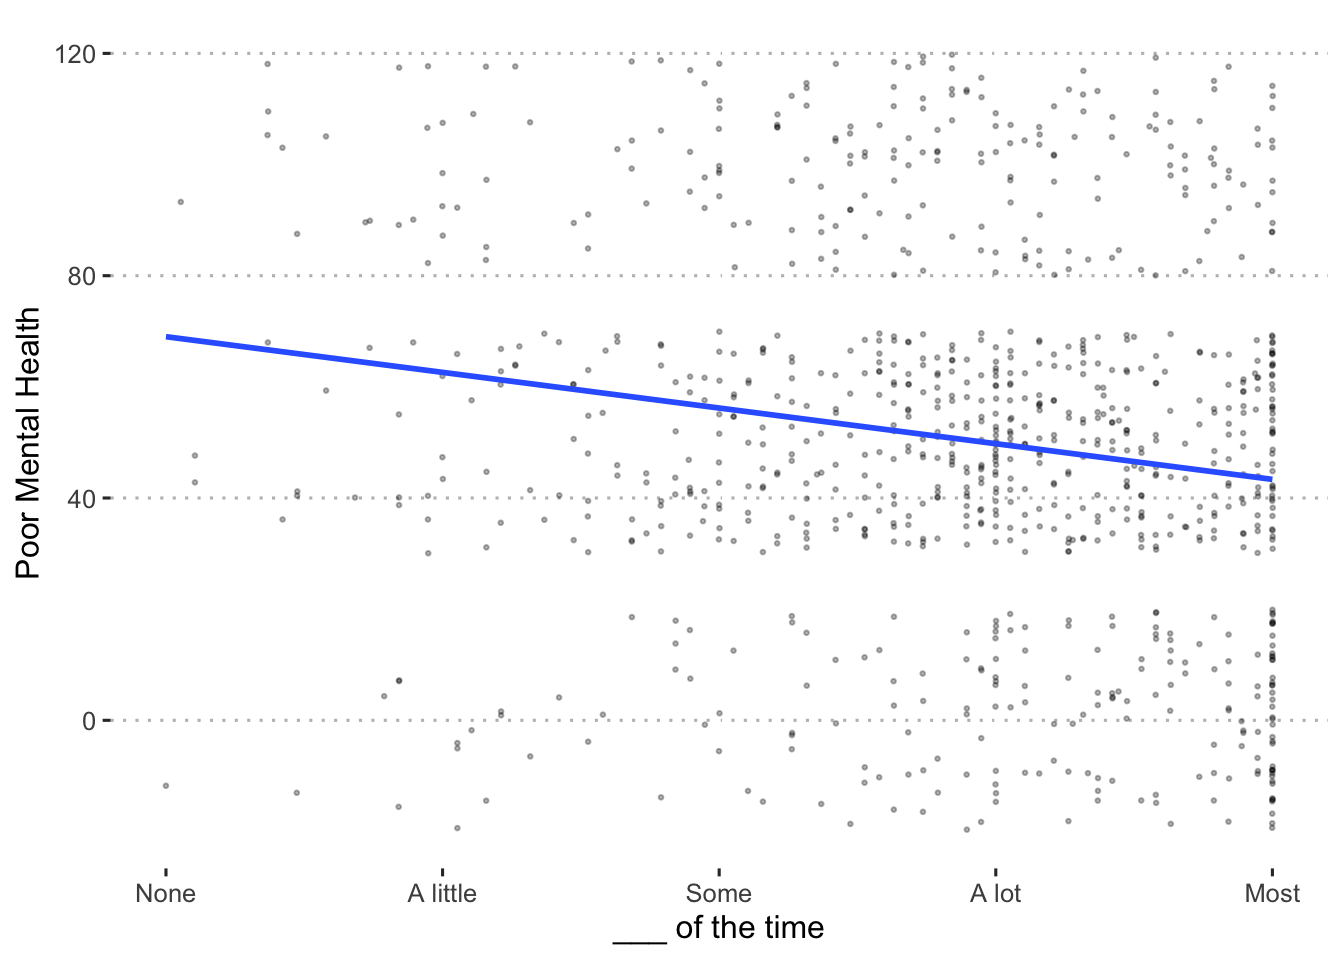 120
80
40
0
Poor Mental Health
None
A little
Some
A lot
Most
___ of the time